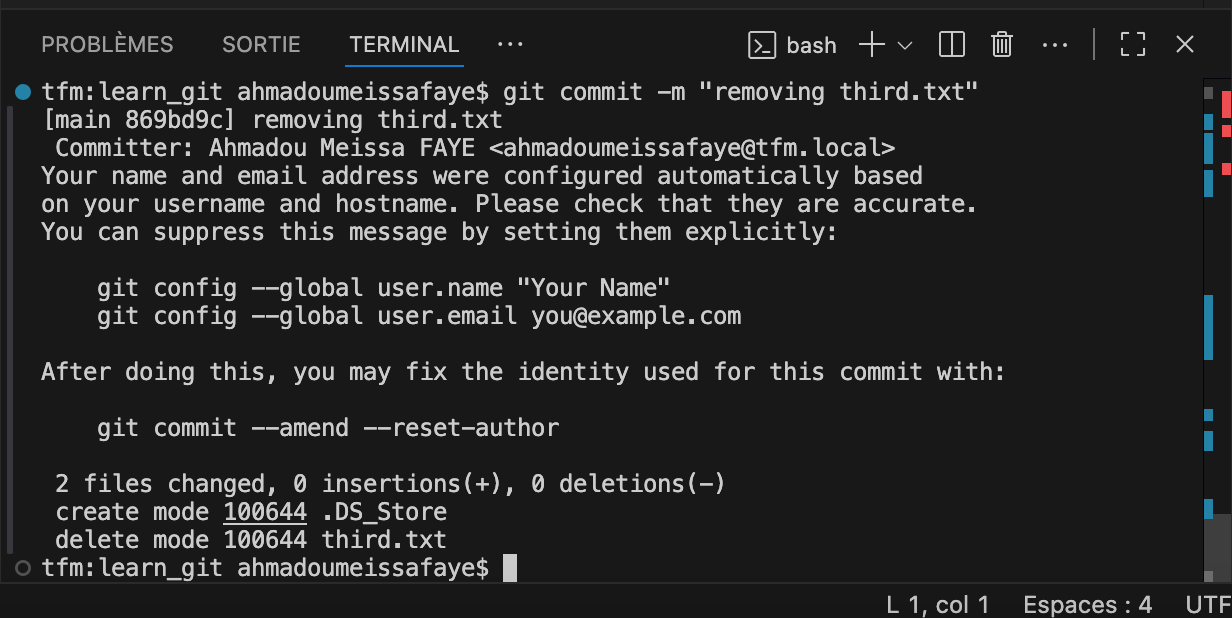 PROBLÈMES SORTIE TERMINAL ··· bash
tfm:learn_git ahmadoumeissafaye$ git commit -m "removing third.txt"
[main 869bd9c] removing third.txt
 Committer: Ahmadou Meissa FAYE <ahmadoumeissafaye@tfm.local>
Your name and email address were configured automatically based
on your username and hostname. Please check that they are accurate.
You can suppress this message by setting them explicitly:

    git config --global user.name "Your Name"
    git config --global user.email you@example.com

After doing this, you may fix the identity used for this commit with:

    git commit --amend --reset-author

 2 files changed, 0 insertions(+), 0 deletions(-)
 create mode 100644 .DS_Store
 delete mode 100644 third.txt
tfm:learn_git ahmadoumeissafaye$
L 1, col 1 Espaces : 4 UTF